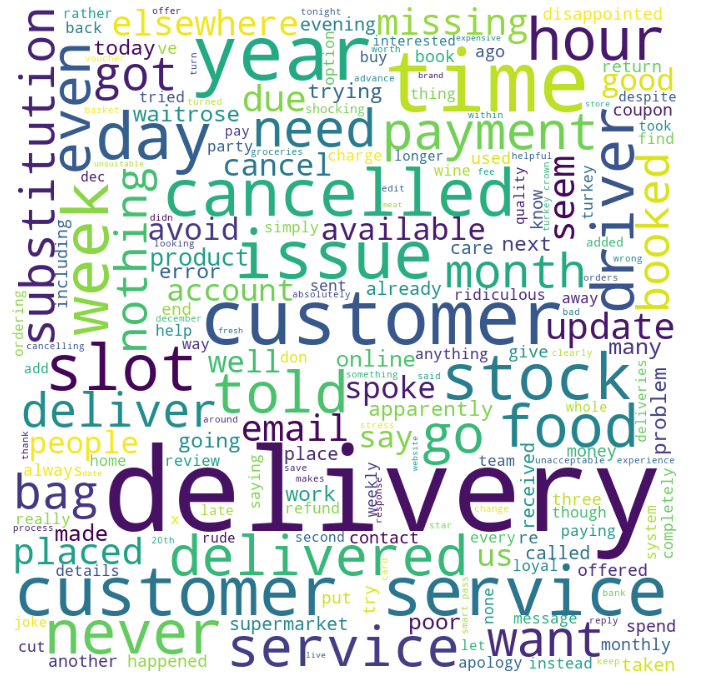 rather
offer
elsewhere
tonight
evening
interested
expensive
missing
hour
disappointed
back
today
ve
got
year
worth
time
option
buy
book
ago
return
voucher
turn
advance
brand
thing
good
despite
substitution
even
tried
turned
due
trying
within
store
coupon
waitrose
basket
pay
need
payment
took
find
day
party
groceries
unsuitable
cancel
charge
longer
used
helpful
driver
booked
dec
week
nothing
cancelled
edit
wine
fee
meat
quality
know
turkey crown
seem
turkey
including
didn
avoid
simply
available
care
next
added
wrong
looking
product
issue
month
orders
error
sent
account
absolutely
already
ridiculous
away
bad
ordering
end
december
help
fresh
customer
update
cancelling
way
slot
well
don
online
anything
give
many
clearly
add
told
something
said
spoke
stock
deliver
around
apparently
whole
deliveries
problem
email
go
food
people
going
say
money
thank
always
date
home
review
place
stress
website
team
unacceptable
experience
saying
save
makes
delivery
bag
work
weekly
response
received
three
really
process
x
late
refund
star
though
system
completely
made
20th
rude
second
contact
every
re
paying
placed
delivered
change
us
called
details
loyal
offered
customer service
card
bank
put
try
smart pass
none
joke
never
supermarket
message
reply
cut
service
poor
want
spend
let
monthly
another
happened
live
apology
instead
keep
taken